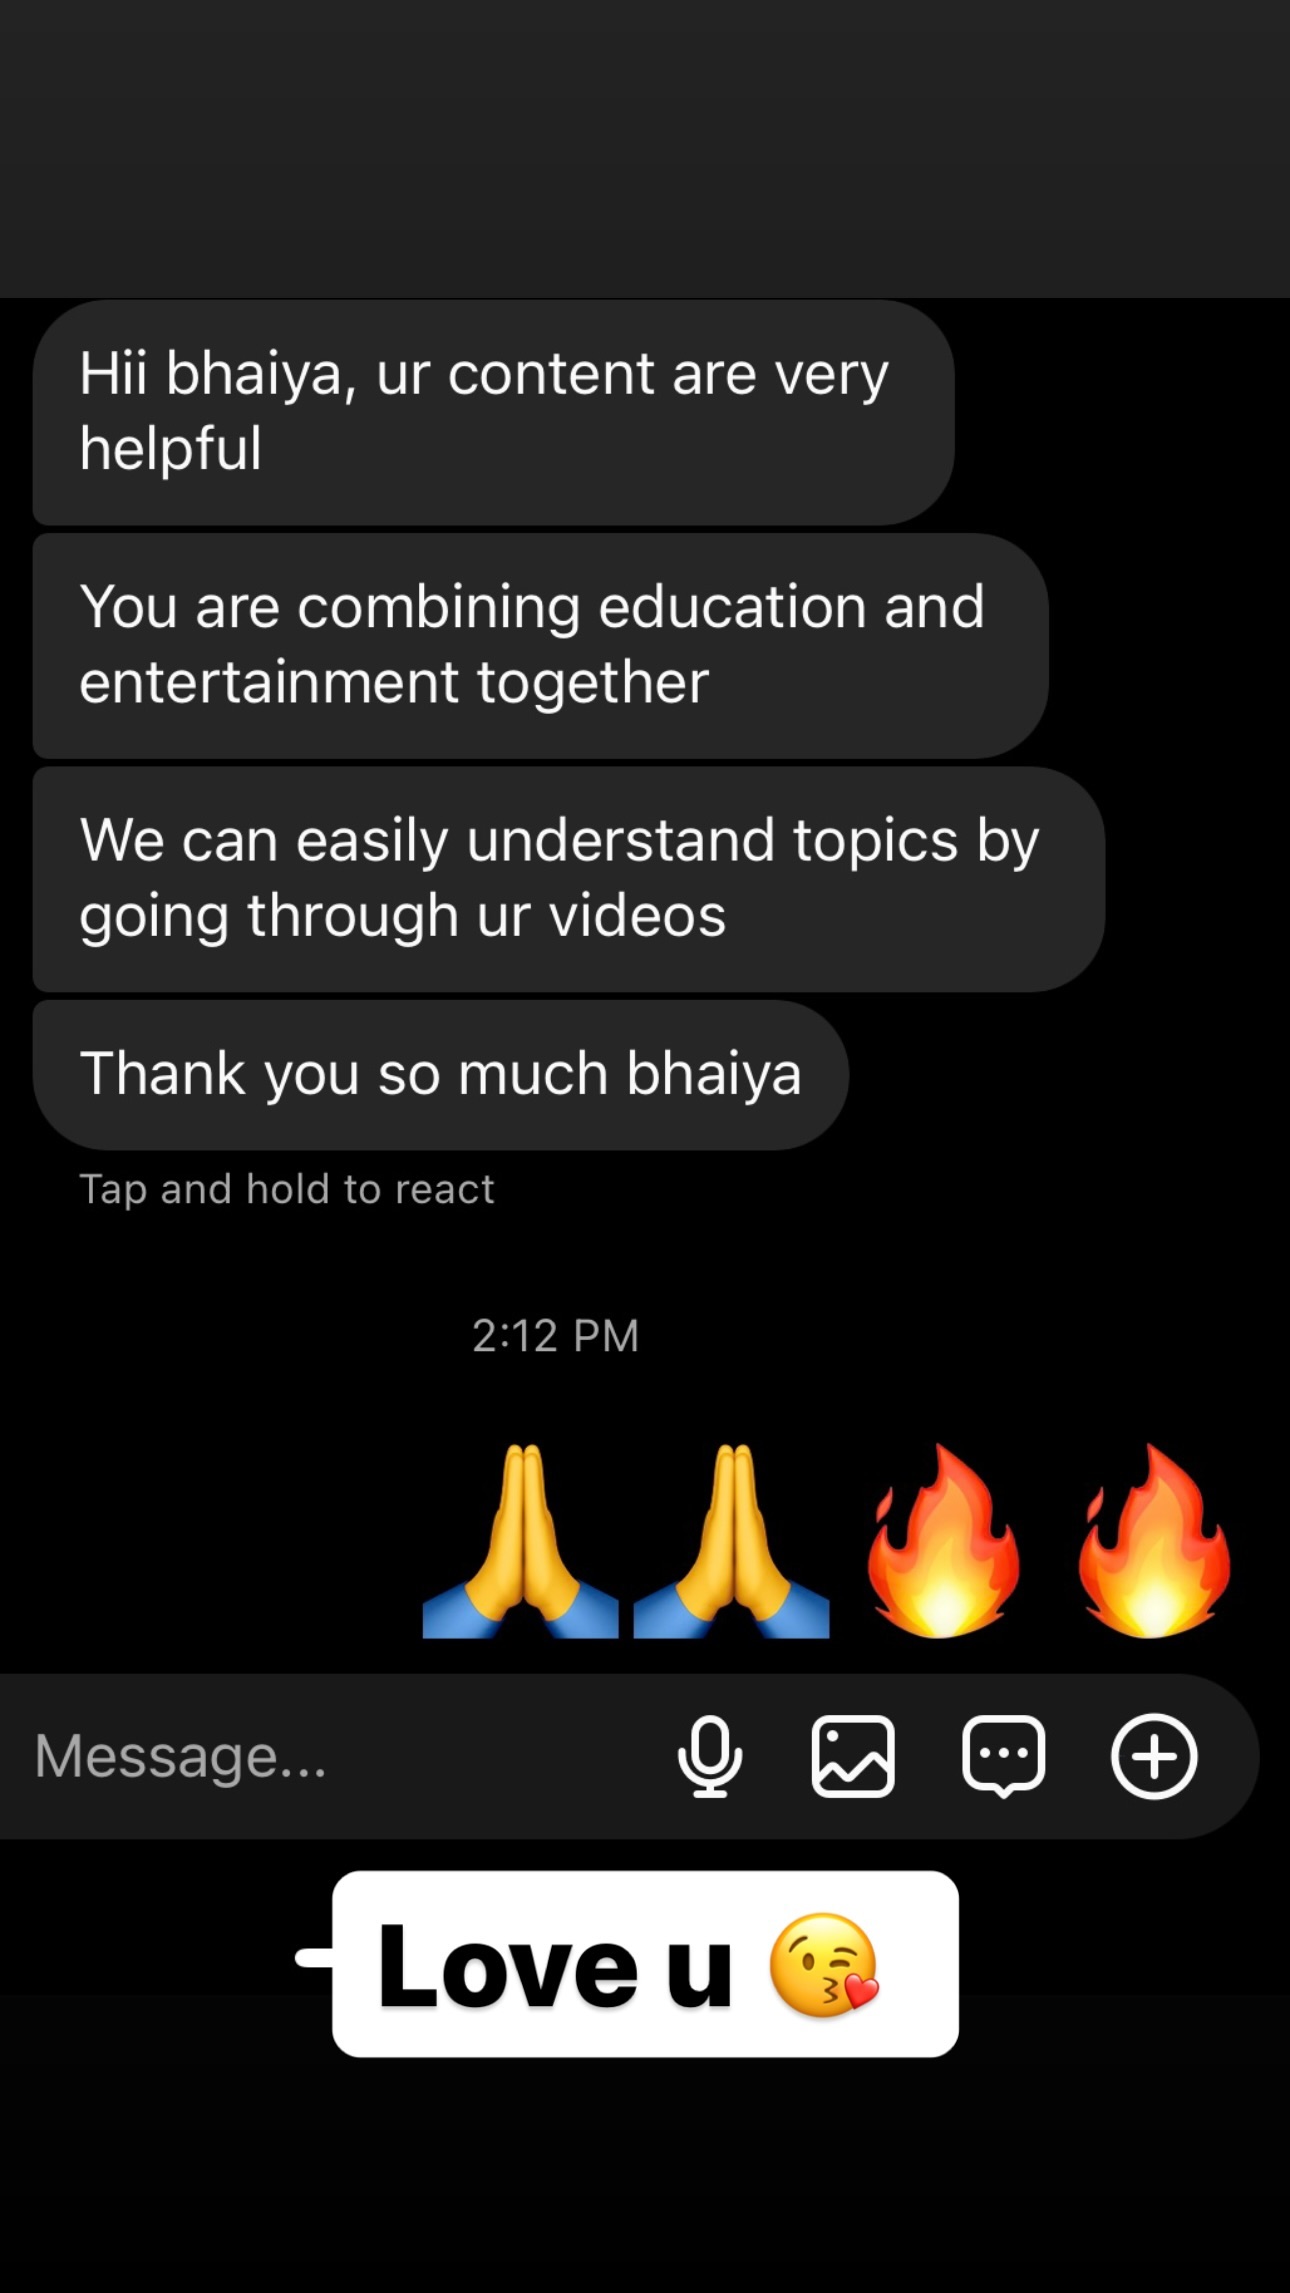 Hii bhaiya, ur content are very
helpful
You are combining education and
entertainment together
We can easily understand topics by
going through ur videos
Thank you so much bhaiya
Tap and hold to react
2:12 PM
🙏🙏🔥🔥
Message...
Love u 😘